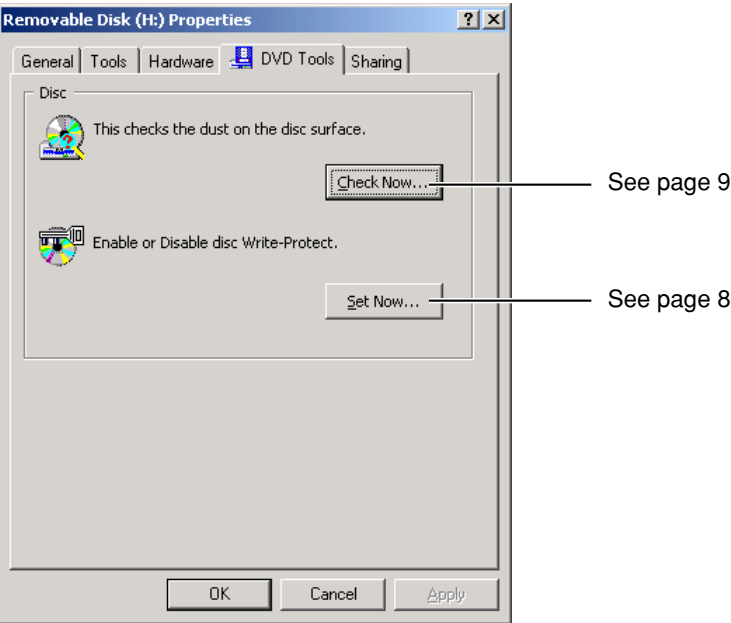 Removable Disk (H:) Properties
General Tools Hardware DVD Tools Sharing
Disc
This checks the dust on the disc surface.
Check Now... See page 9
Enable or Disable disc Write-Protect.
Set Now... See page 8
OK Cancel Apply